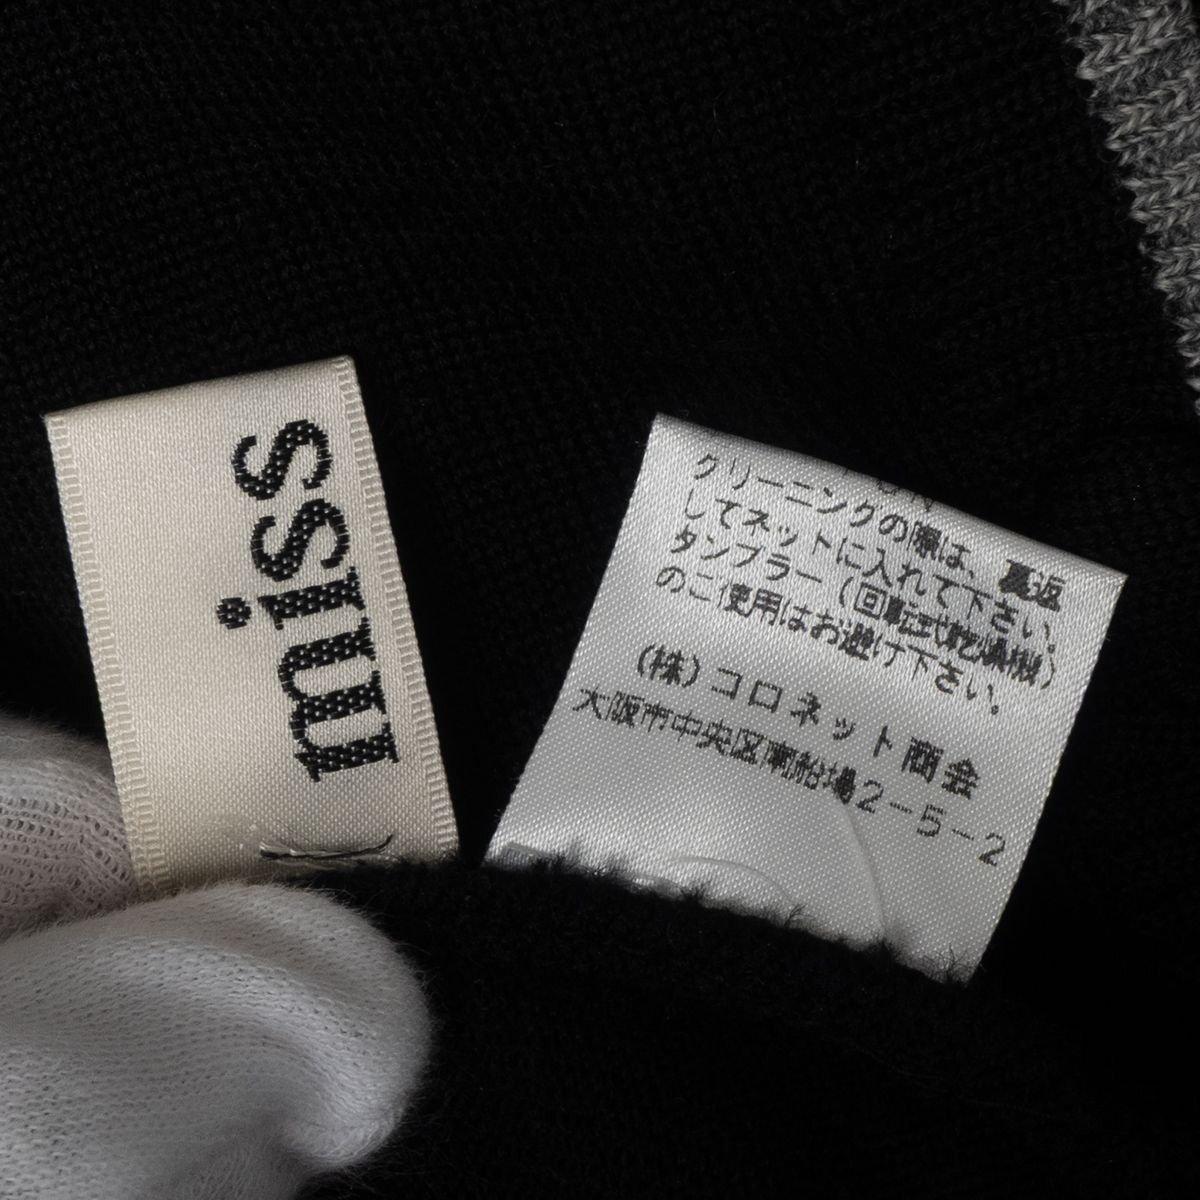 miss
クリーニングの際は、裏返
してネットに入れて下さい。
タンブラー(回転式乾燥機)
のご使用はお避け下さい。
(株)コロネット商会
大阪市中央区南船場2-5-2